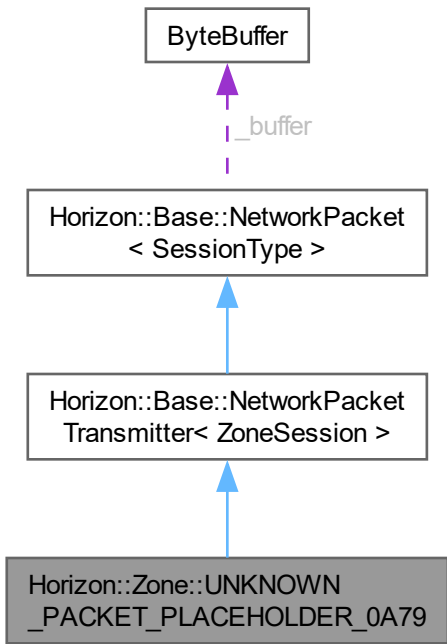 ByteBuffer
_buffer
Horizon::Base::NetworkPacket
< SessionType >
Horizon::Base::NetworkPacket
Transmitter< ZoneSession >
Horizon::Zone::UNKNOWN
_PACKET_PLACEHOLDER_0A79